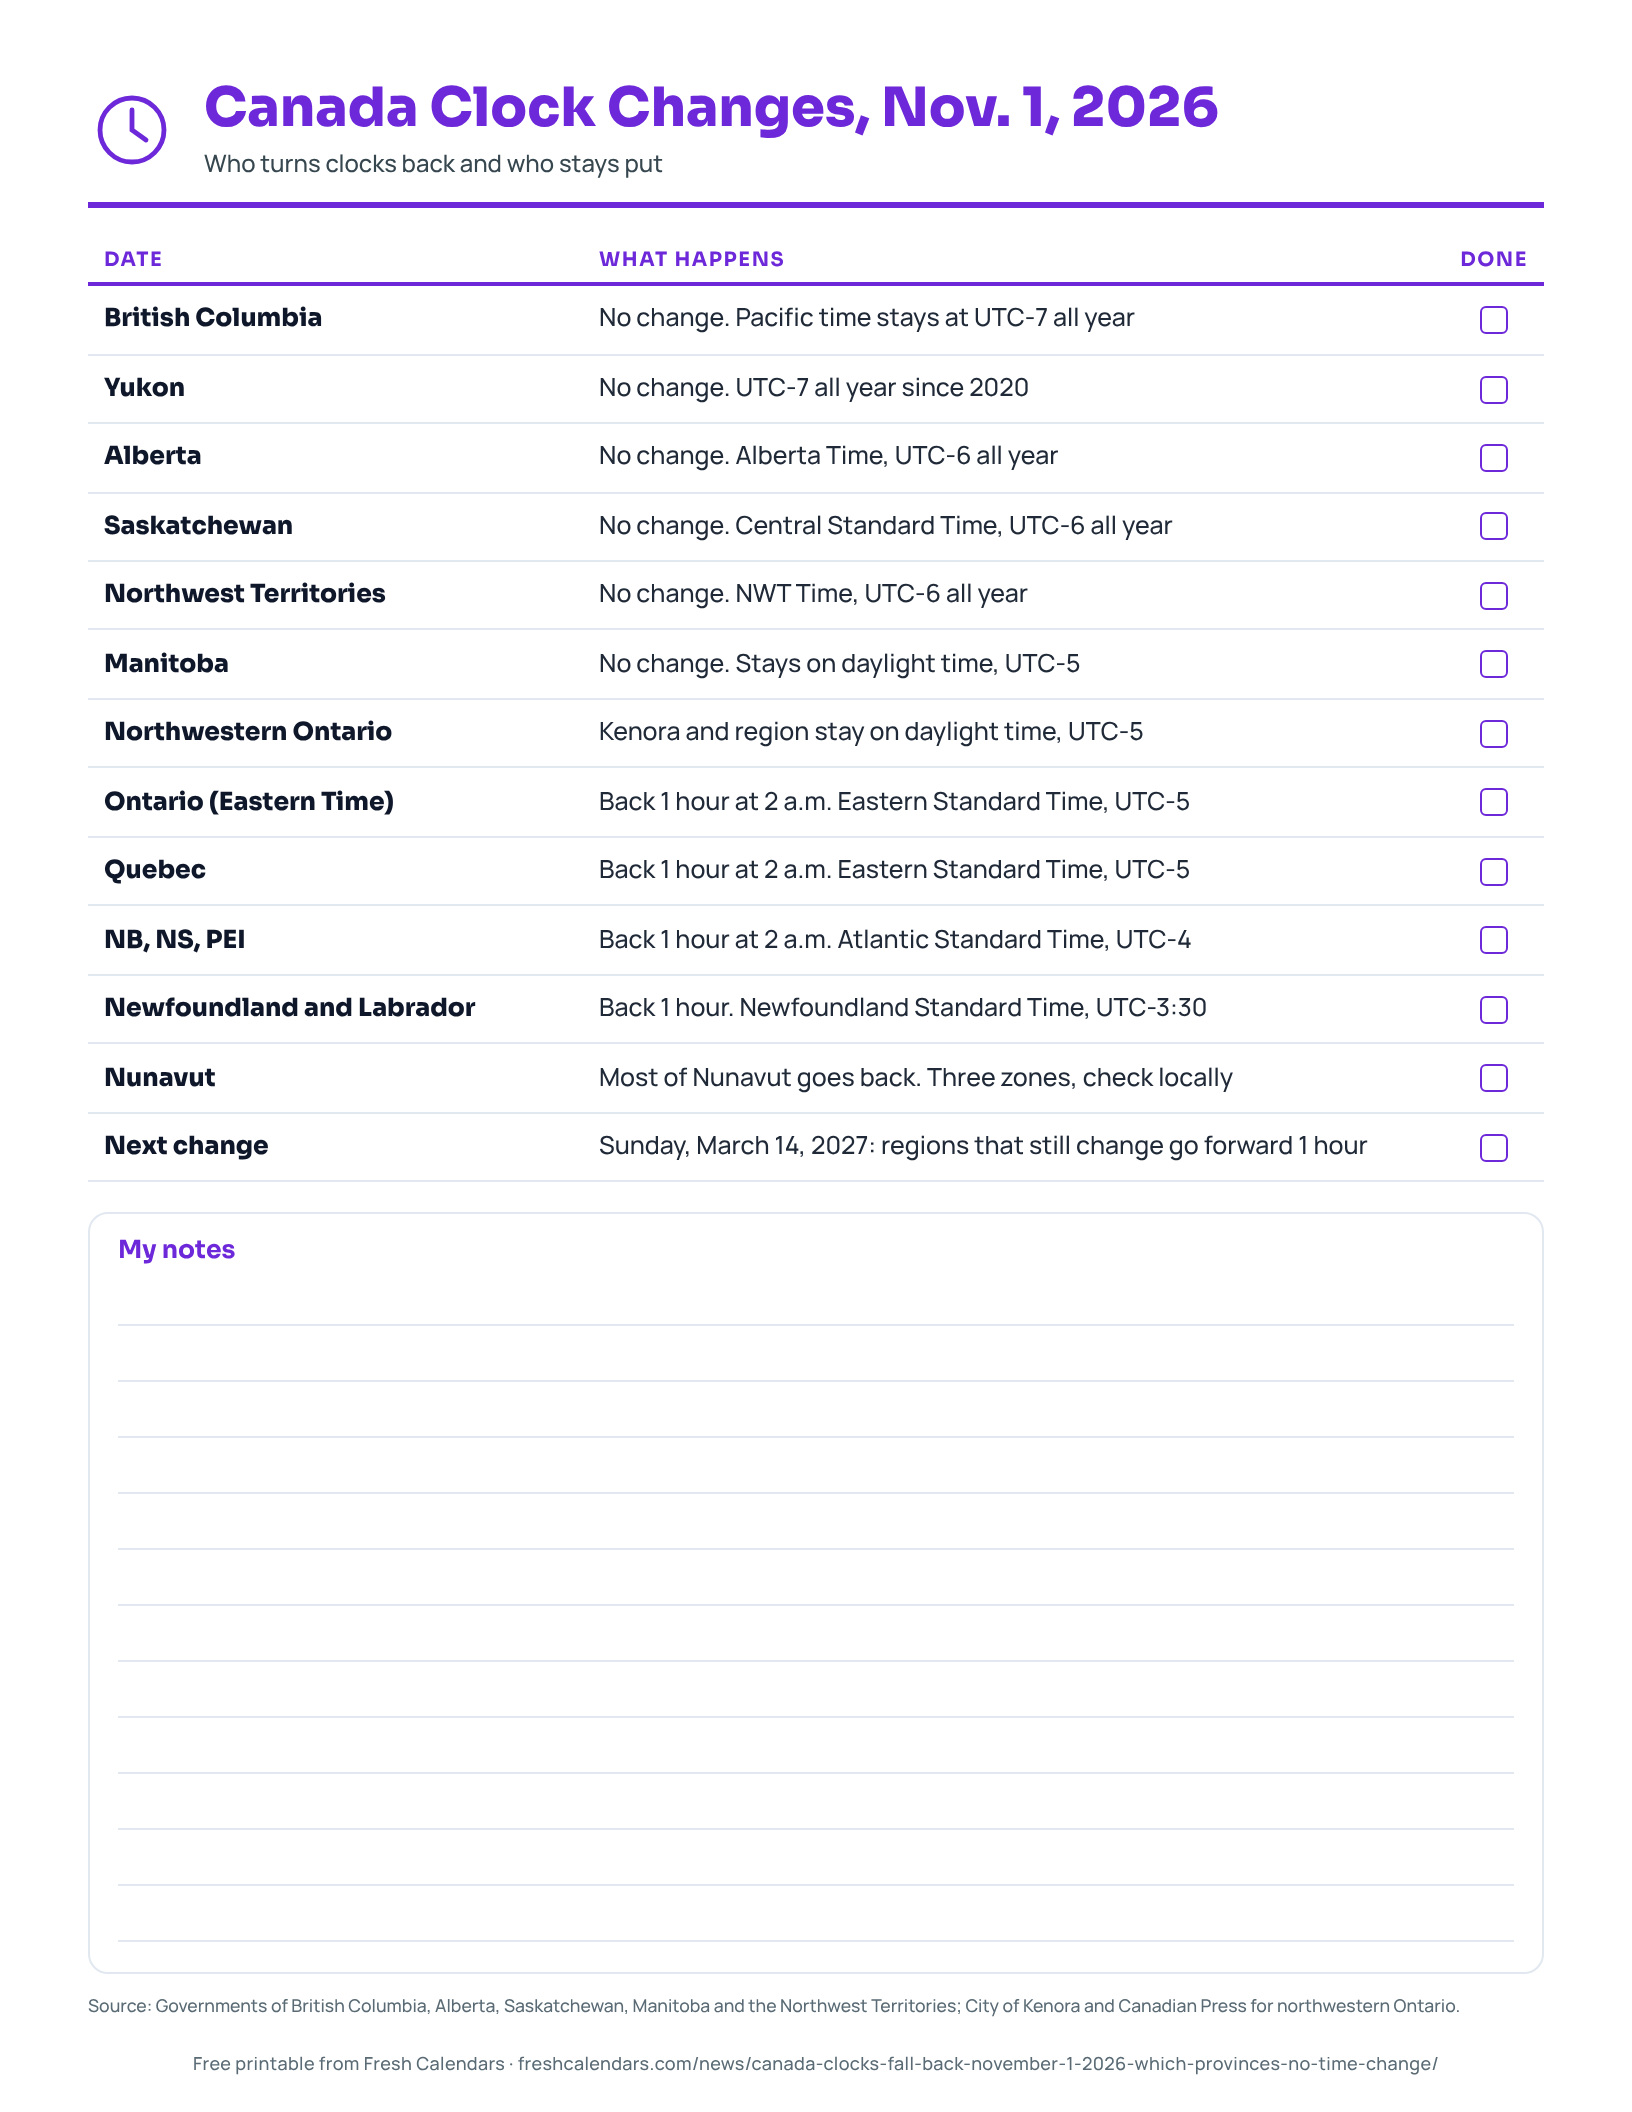 Canada Clock Changes, Nov. 1, 2026
Who turns clocks back and who stays put
DATE WHAT HAPPENS DONE
British Columbia No change. Pacific time stays at UTC-7 all year
Yukon No change. UTC-7 all year since 2020
Alberta No change. Alberta Time, UTC-6 all year
Saskatchewan No change. Central Standard Time, UTC-6 all year
Northwest Territories No change. NWT Time, UTC-6 all year
Manitoba No change. Stays on daylight time, UTC-5
Northwestern Ontario Kenora and region stay on daylight time, UTC-5
Ontario (Eastern Time) Back 1 hour at 2 a.m. Eastern Standard Time, UTC-5
Quebec Back 1 hour at 2 a.m. Eastern Standard Time, UTC-5
NB, NS, PEI Back 1 hour at 2 a.m. Atlantic Standard Time, UTC-4
Newfoundland and Labrador Back 1 hour. Newfoundland Standard Time, UTC-3:30
Nunavut Most of Nunavut goes back. Three zones, check locally
Next change Sunday, March 14, 2027: regions that still change go forward 1 hour
My notes
Source: Governments of British Columbia, Alberta, Saskatchewan, Manitoba and the Northwest Territories; City of Kenora and Canadian Press for northwestern Ontario.
Free printable from Fresh Calendars · freshcalendars.com/news/canada-clocks-fall-back-november-1-2026-which-provinces-no-time-change/